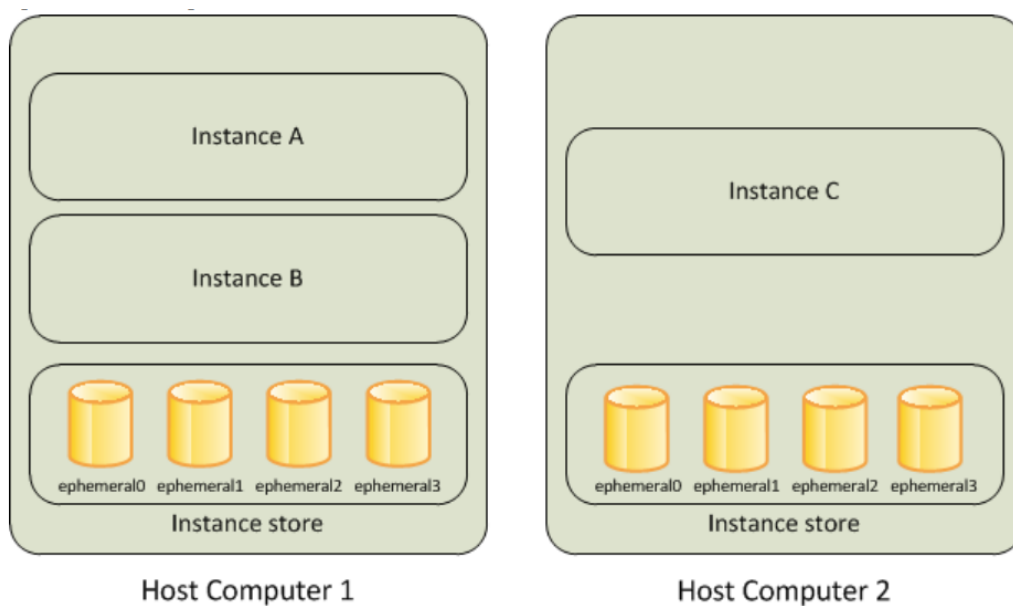 Instance A
Instance B
ephemeral0 ephemeral1 ephemeral2 ephemeral3
Instance store
Host Computer 1
Instance C
ephemeral0 ephemeral1 ephemeral2 ephemeral3
Instance store
Host Computer 2